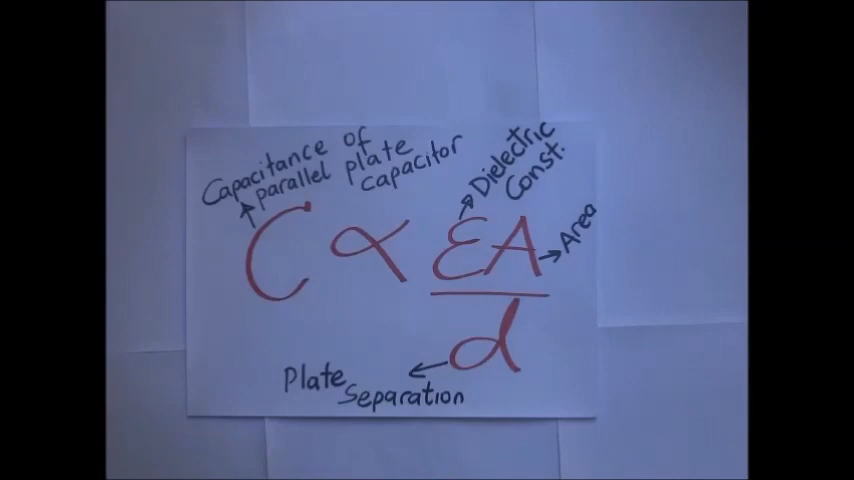 Capacitance of
parallel plate
capacitor
Dielectric
Const.
C ∝ εA
d
Area
Plate
Separation